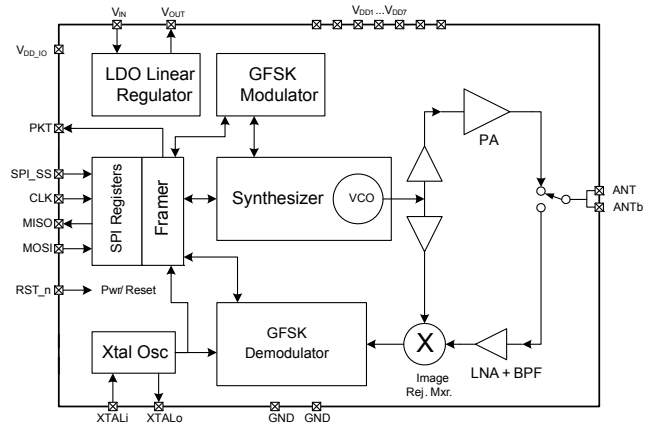 VIN
VOUT
VDD1...VDD7
VDD_IO
LDO Linear
Regulator
GFSK
Modulator
PKT
PA
SPI_SS
CLK
MISO
MOSI
SPI Registers
Framer
Synthesizer
VCO
ANT
ANTb
RST_n
Pwr/Reset
Xtal Osc
GFSK
Demodulator
X
Image
Rej. Mxr.
LNA + BPF
XTALi
XTALo
GND
GND